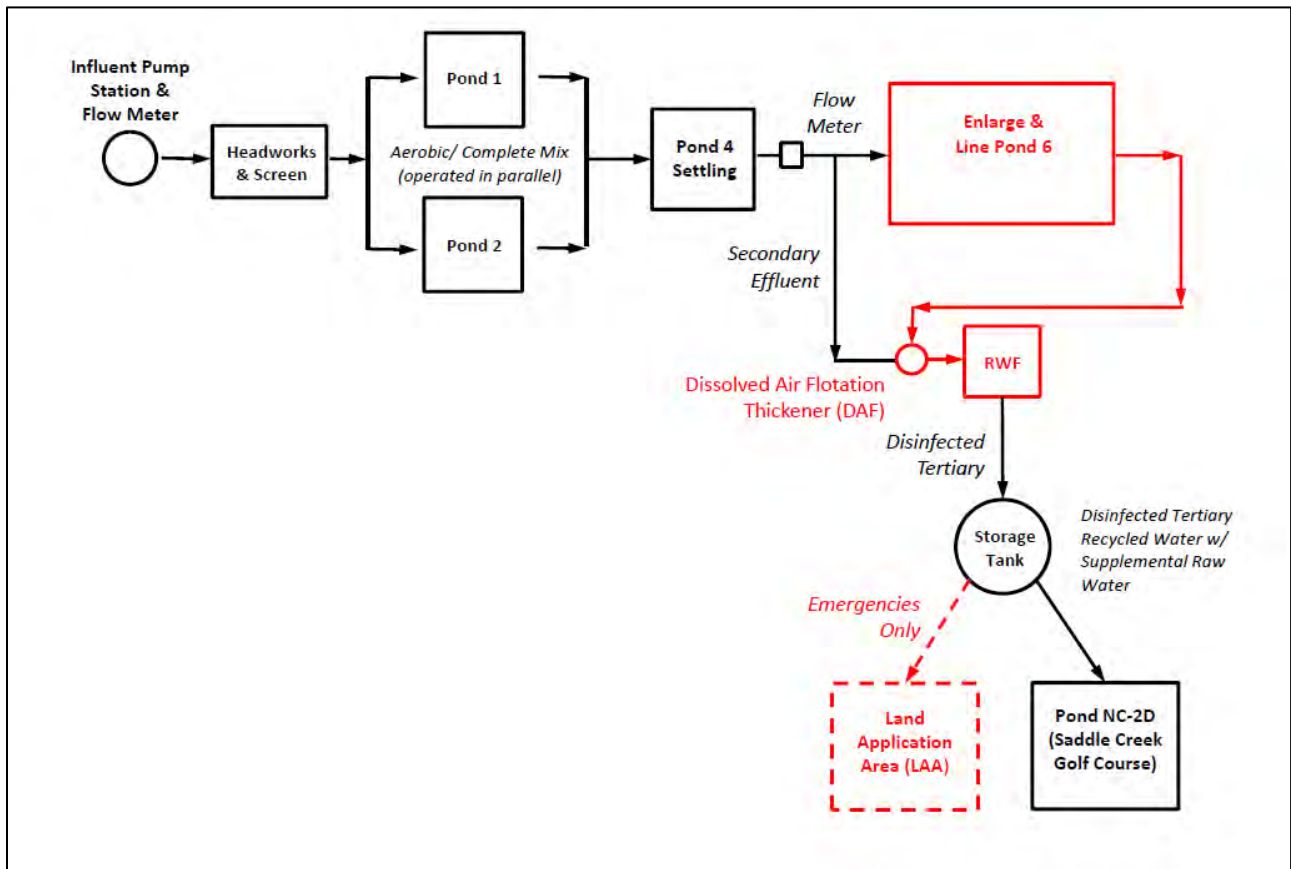 Influent Pump
Station &
Flow Meter
Headworks
& Screen
Pond 1
Aerobic/ Complete Mix
(operated in parallel)
Pond 2
Pond 4
Settling
Flow
Meter
Enlarge &
Line Pond 6
Secondary
Effluent
RWF
Dissolved Air Flotation
Thickener (DAF)
Disinfected
Tertiary
Storage
Tank
Disinfected Tertiary
Recycled Water w/
Supplemental Raw
Water
Emergencies
Only
Land
Application
Area (LAA)
Pond NC-2D
(Saddle Creek
Golf Course)